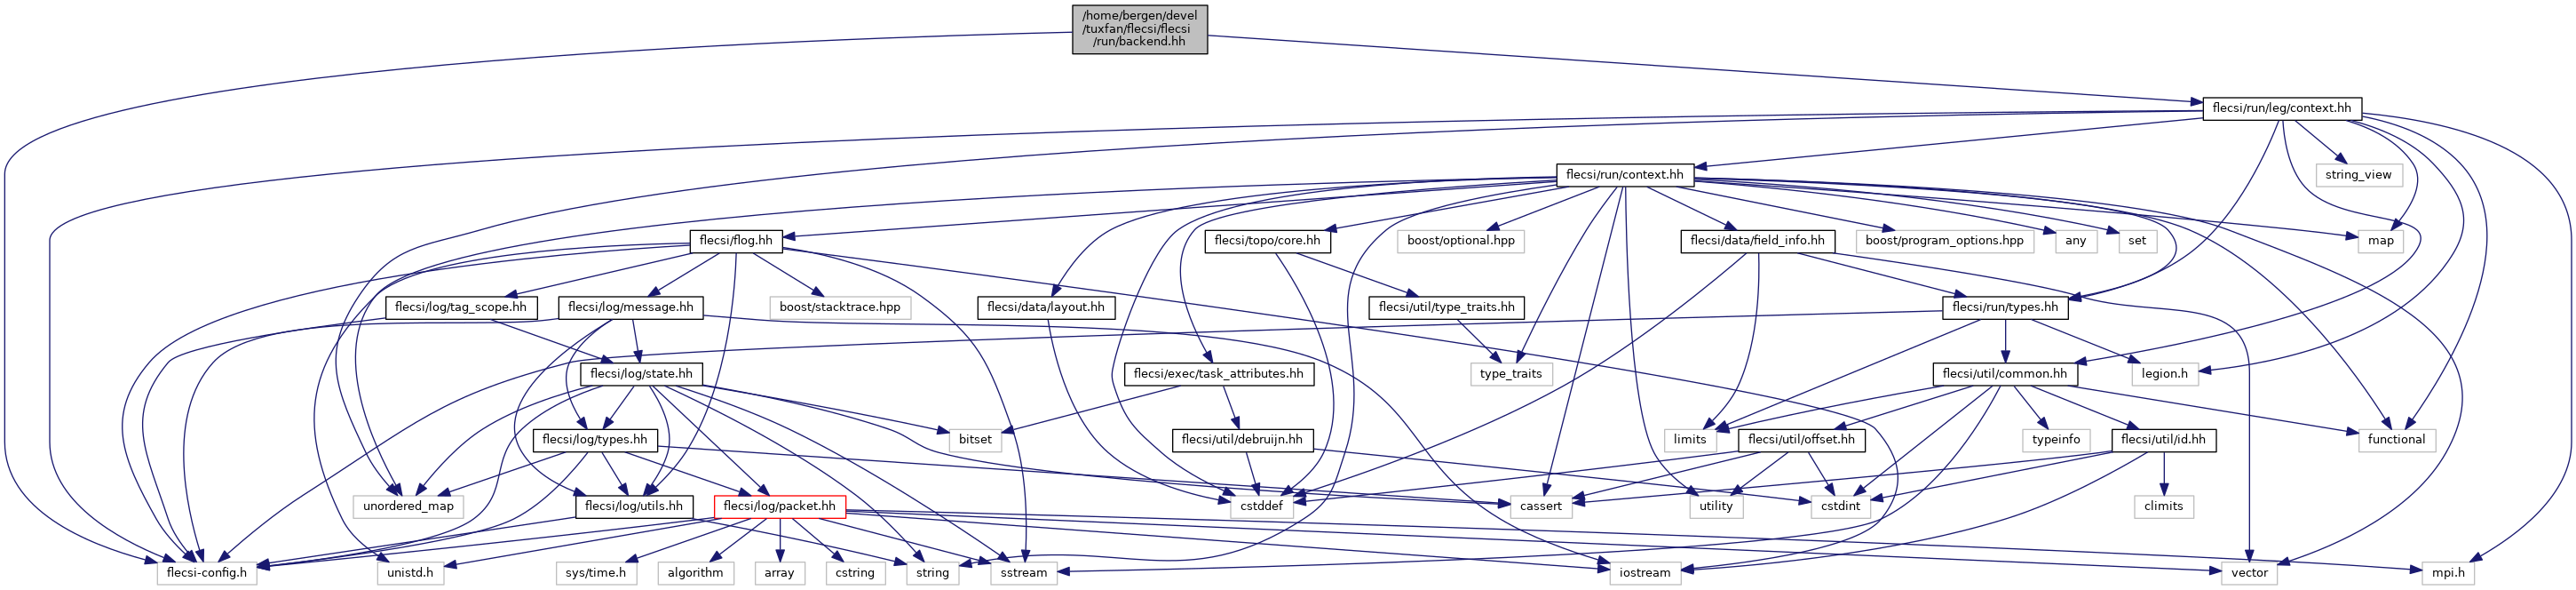 /home/bergen/devel
/tuxfan/flecsi/flecsi
/run/backend.hh
flecsi/run/leg/context.hh
flecsi/run/context.hh
string_view
flecsi/flog.hh
flecsi/topo/core.hh
boost/optional.hpp
flecsi/data/field_info.hh
boost/program_options.hpp
any
set
map
flecsi/log/tag_scope.hh
flecsi/log/message.hh
boost/stacktrace.hpp
flecsi/data/layout.hh
flecsi/util/type_traits.hh
flecsi/run/types.hh
flecsi/log/state.hh
flecsi/exec/task_attributes.hh
type_traits
flecsi/util/common.hh
legion.h
flecsi/log/types.hh
bitset
flecsi/util/debruijn.hh
limits
flecsi/util/offset.hh
typeinfo
flecsi/util/id.hh
functional
unordered_map
flecsi/log/utils.hh
flecsi/log/packet.hh
cstddef
cassert
utility
cstdint
climits
flecsi-config.h
unistd.h
sys/time.h
algorithm
array
cstring
string
sstream
iostream
vector
mpi.h